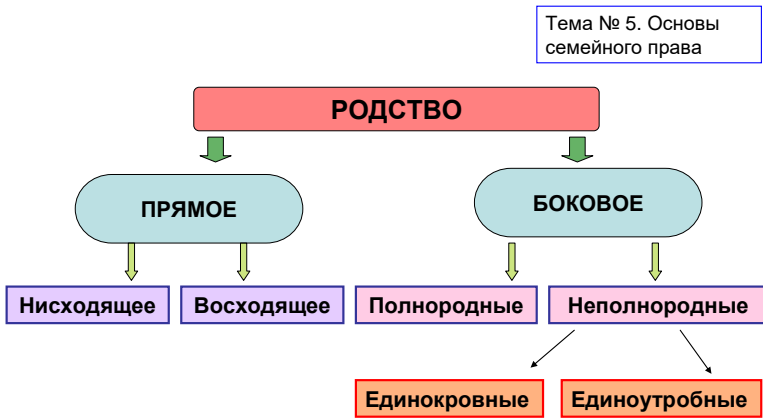 Тема № 5. Основы
семейного права
РОДСТВО
ПРЯМОЕ
БОКОВОЕ
Нисходящее
Восходящее
Полнородные
Неполнородные
Единокровные
Единоутробные